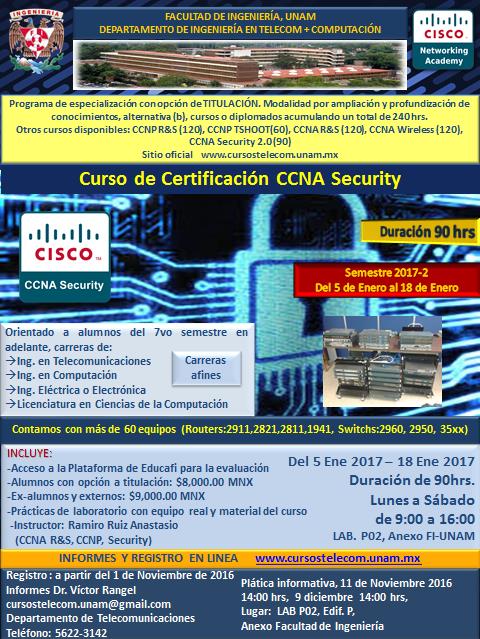 INGENIERIA
FACULTAD DE INGENIERÍA, UNAM
DEPARTAMENTO DE INGENIERÍA EN TELECOM + COMPUTACIÓN
CISCO
Networking
Academy
Programa de especialización con opción de TITULACIÓN. Modalidad por ampliación y profundización de
conocimientos, alternativa (b), cursos o diplomados acumulando un total de 240 hrs.
Otros cursos disponibles: CCNP R&S (120), CCNP TSHOOT(60), CCNA R&S (120), CCNA Wireless (120),
CCNA Security 2.0 (90)
Sitio oficial www.cursostelecom.unam.mx
Curso de Certificación CCNA Security
CISCO™
CCNA Security
Duración 90 hrs
Semestre 2017-2
Del 5 de Enero al 18 de Enero
Orientado a alumnos del 7vo semestre en
adelante, carreras de:
→Ing. en Telecomunicaciones
→Ing. en Computación
→Ing. Eléctrica o Electrónica
→Licenciatura en Ciencias de la Computación
Carreras
afines
Contamos con más de 60 equipos (Routers:2911,2821,2811,1941, Switchs:2960, 2950, 35xx)
INCLUYE:
-Acceso a la Plataforma de Educafi para la evaluación
-Alumnos con opción a titulación: $8,000.00 MNX
-Ex-alumnos y externos: $9,000.00 MNX
-Prácticas de laboratorio con equipo real y material del curso
-Instructor: Ramiro Ruiz Anastasio
(CCNA R&S, CCNP, Security)
Del 5 Ene 2017 – 18 Ene 2017
Duración de 90hrs.
Lunes a Sábado
de 9:00 a 16:00
LAB. P02, Anexo FI-UNAM
INFORMES Y REGISTRO EN LINEA www.cursostelecom.unam.mx
Registro : a partir del 1 de Noviembre de 2016
Informes Dr. Víctor Rangel
cursostelecom.unam@gmail.com
Departamento de Telecomunicaciones
Teléfono: 5622-3142
Plática informativa, 11 de Noviembre 2016
14:00 hrs, 9 diciembre 14:00 hrs,
Lugar: LAB P02, Edif. P,
Anexo Facultad de Ingeniería